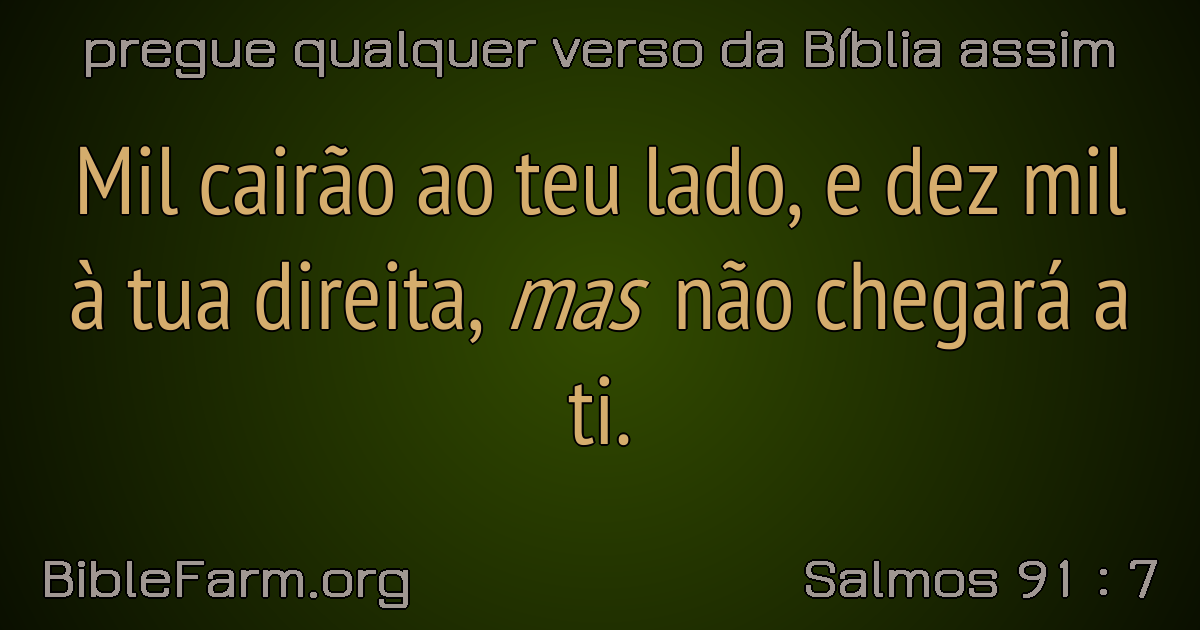 pregue qualquer verso da Bíblia assim
Mil cairão ao teu lado, e dez mil
à tua direita, mas não chegará a
ti.
BibleFarm.org
Salmos 91 : 7